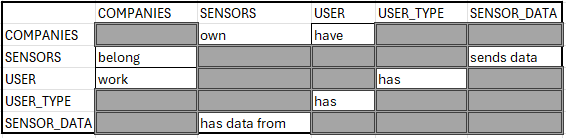 COMPANIES SENSORS USER USER_TYPE SENSOR_DATA
COMPANIES own have
SENSORS belong sends data
USER work has
USER_TYPE has
SENSOR_DATA has data from